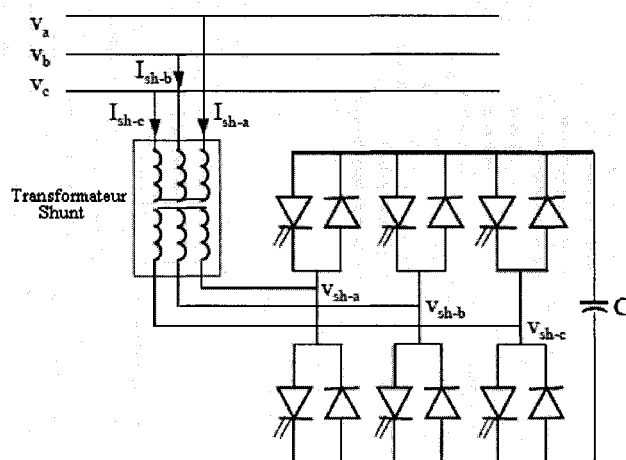 Va
Vb
Vc
Ish-b
Ish-c
Ish-a
Transformateur
Shunt
Vsh-a
Vsh-b
Vsh-c
C